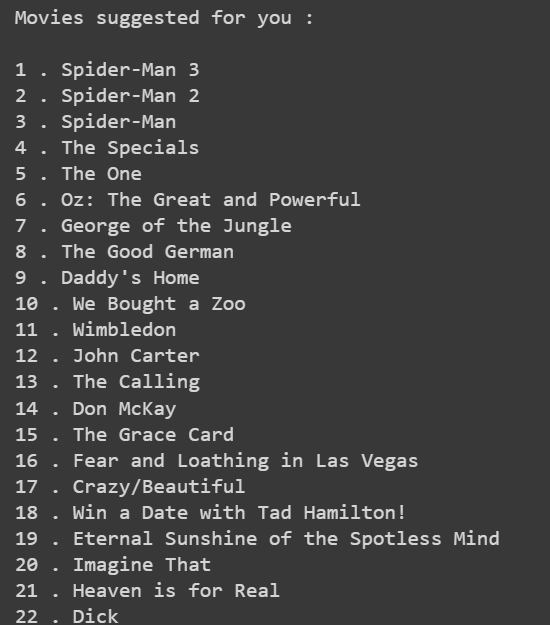 Movies suggested for you :
1 . Spider-Man 3
2 . Spider-Man 2
3 . Spider-Man
4 . The Specials
5 . The One
6 . Oz: The Great and Powerful
7 . George of the Jungle
8 . The Good German
9 . Daddy's Home
10 . We Bought a Zoo
11 . Wimbledon
12 . John Carter
13 . The Calling
14 . Don McKay
15 . The Grace Card
16 . Fear and Loathing in Las Vegas
17 . Crazy/Beautiful
18 . Win a Date with Tad Hamilton!
19 . Eternal Sunshine of the Spotless Mind
20 . Imagine That
21 . Heaven is for Real
22 . Dick